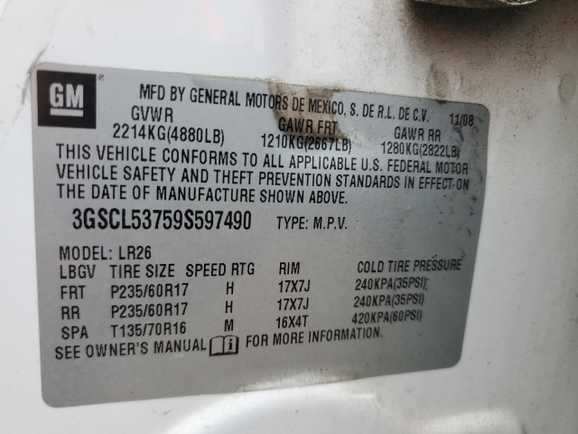 GM
MFD BY GENERAL MOTORS DE MEXICO, S. DE R.L. DE C.V. 11/08
GVWR GAWR FRT GAWR RR
2214KG(4880LB) 1210KG(2667LB) 1280KG(2822LB)
THIS VEHICLE CONFORMS TO ALL APPLICABLE U.S. FEDERAL MOTOR
VEHICLE SAFETY AND THEFT PREVENTION STANDARDS IN EFFECT ON
THE DATE OF MANUFACTURE SHOWN ABOVE.
3GSCL53759S597490 TYPE: M.P.V.
MODEL: LR26
LBGV TIRE SIZE SPEED RTG RIM COLD TIRE PRESSURE
FRT P235/60R17 H 17X7J 240KPA(35PSI)
RR P235/60R17 H 17X7J 240KPA(35PSI)
SPA T135/70R16 M 16X4T 420KPA(60PSI)
SEE OWNER'S MANUAL FOR MORE INFORMATION.